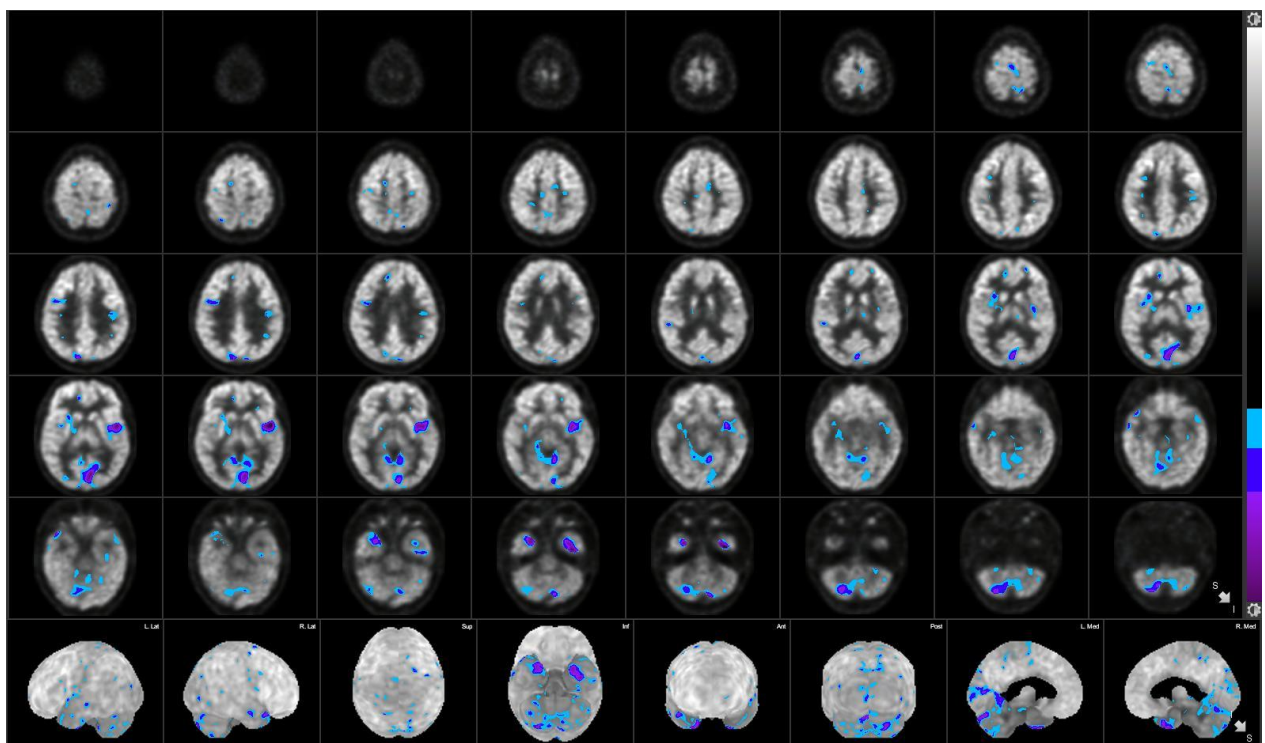 S
I
L. Lat
R. Lat
Sup
Inf
Ant
Post
L. Med
R. Med
S